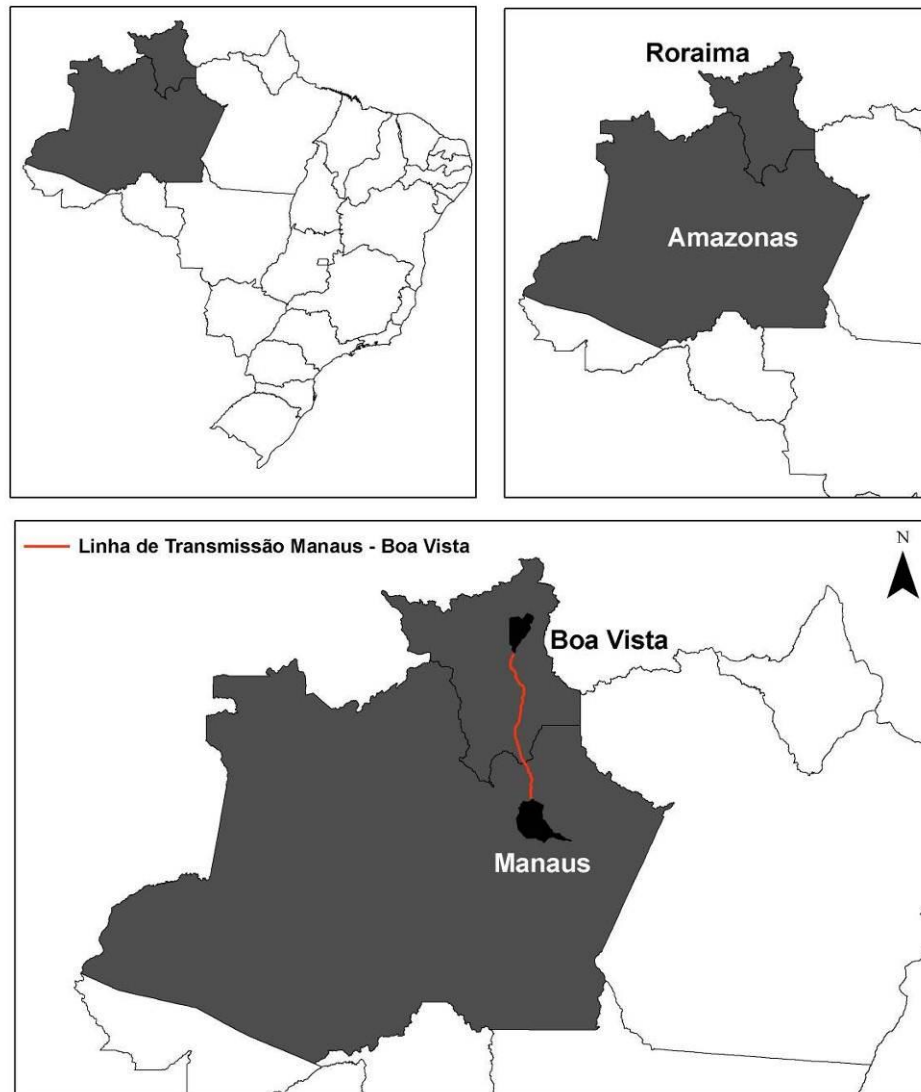 Roraima
Amazonas
Linha de Transmissão Manaus - Boa Vista
N
Boa Vista
Manaus